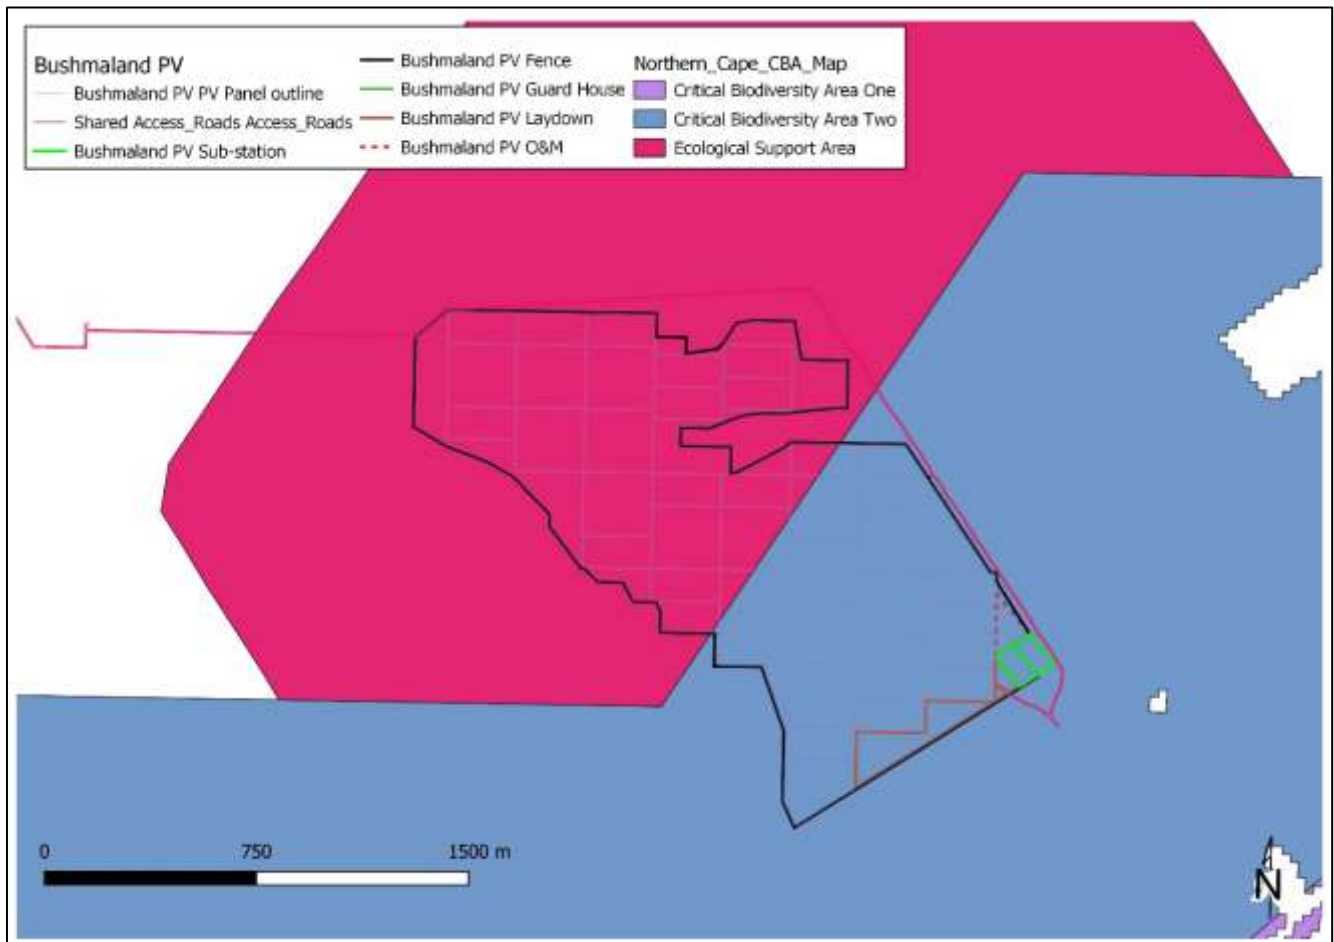 Bushmaland PV
Bushmaland PV PV Panel outline
Shared Access_Roads Access_Roads
Bushmaland PV Sub-station
Bushmaland PV Fence
Bushmaland PV Guard House
Bushmaland PV Laydown
Bushmaland PV O&M
Northern_Cape_CBA_Map
Critical Biodiversity Area One
Critical Biodiversity Area Two
Ecological Support Area
0 750 1500 m
N